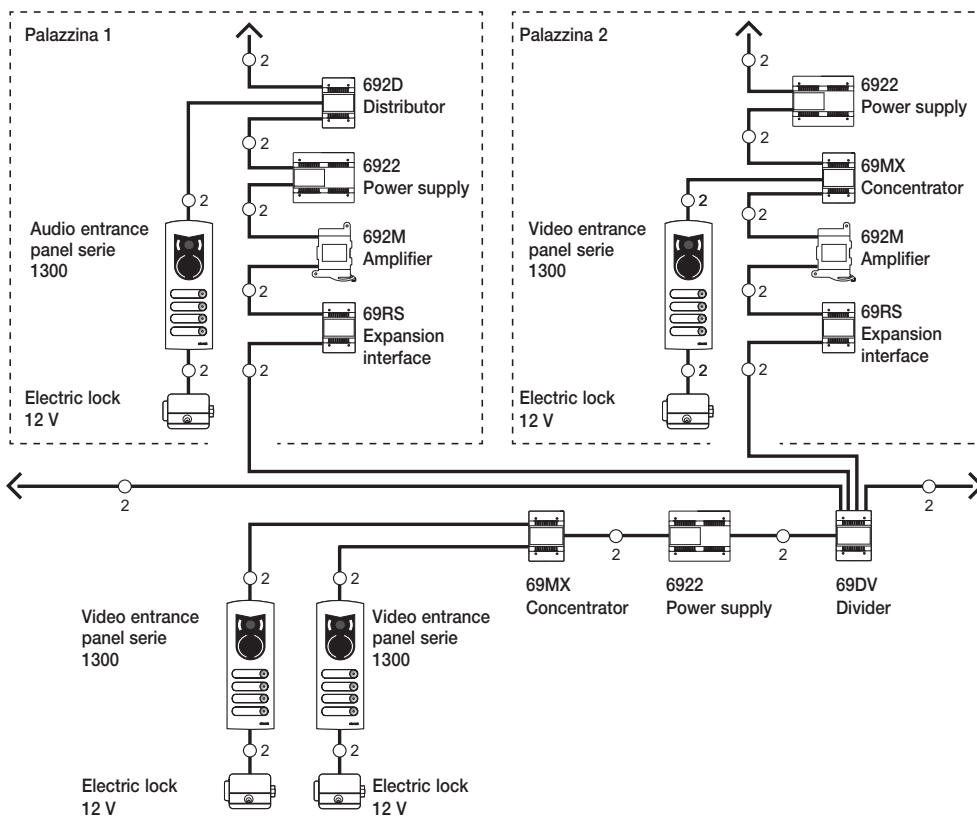 Palazzina 1
2
692D
Distributor
2
6922
Power supply
2
2
Audio entrance
panel serie
1300
692M
Amplifier
2
69RS
Expansion
interface
2
2
Electric lock
12 V
Palazzina 2
2
6922
Power supply
2
69MX
Concentrator
2
2
Video entrance
panel serie
1300
692M
Amplifier
2
69RS
Expansion
interface
2
2
Electric lock
12 V
2
2
2
2
69MX
Concentrator
6922
Power supply
69DV
Divider
2
2
Video entrance
panel serie
1300
Video entrance
panel serie
1300
2
2
Electric lock
12 V
Electric lock
12 V